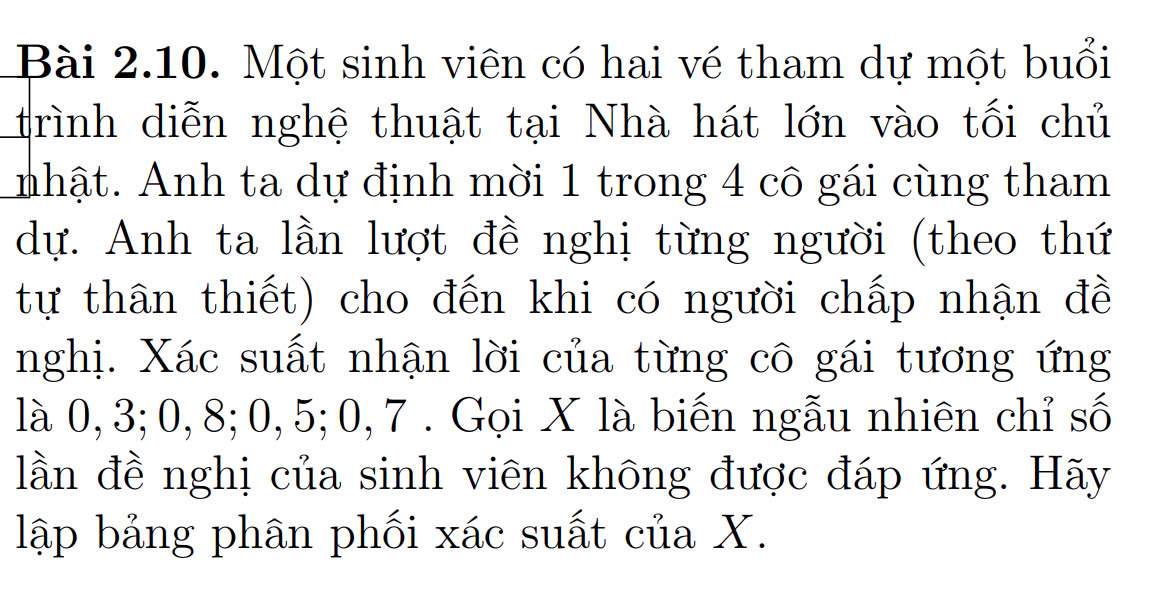 Bài 2.10. Một sinh viên có hai vé tham dự một buổi
trình diễn nghệ thuật tại Nhà hát lớn vào tối chủ
nhật. Anh ta dự định mời 1 trong 4 cô gái cùng tham
dự. Anh ta lần lượt đề nghị từng người (theo thứ
tự thân thiết) cho đến khi có người chấp nhận đề
nghị. Xác suất nhận lời của từng cô gái tương ứng
là 0, 3; 0, 8; 0, 5; 0, 7 . Gọi X là biến ngẫu nhiên chỉ số
lần đề nghị của sinh viên không được đáp ứng. Hãy
lập bảng phân phối xác suất của X.